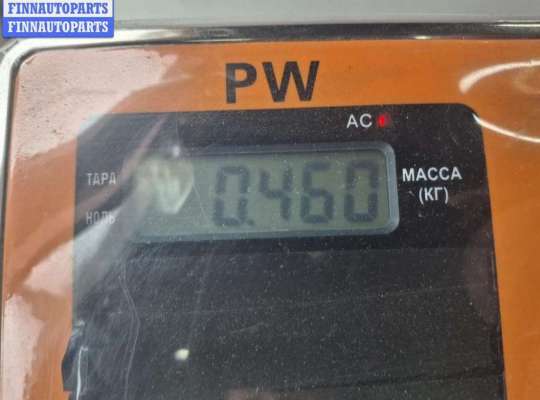 FINNAUTOPARTS
FINNAUTOPARTS
PW
AC
ТАРА
НОЛЬ
0.460
МАССА
(КГ)